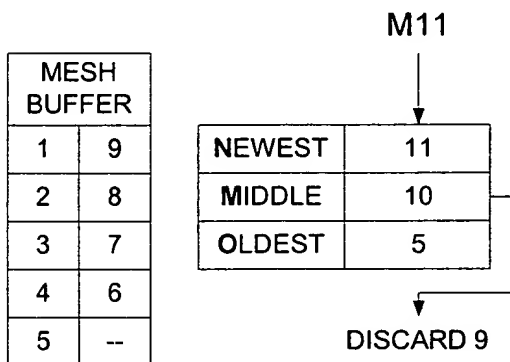 M11
MESH
BUFFER
1 9
2 8
3 7
4 6
5 --
NEWEST 11
MIDDLE 10
OLDEST 5
DISCARD 9